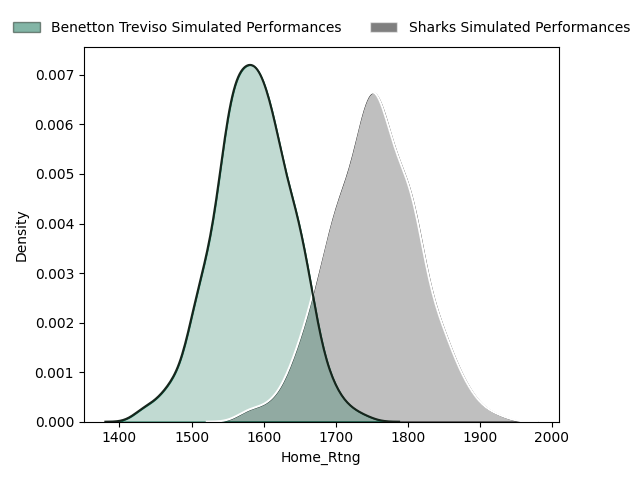 Benetton Treviso Simulated Performances Sharks Simulated Performances
0.007
0.006
0.005
0.004
0.003
0.002
0.001
0.000
Density
1400 1500 1600 1700 1800 1900 2000
Home_Rtng